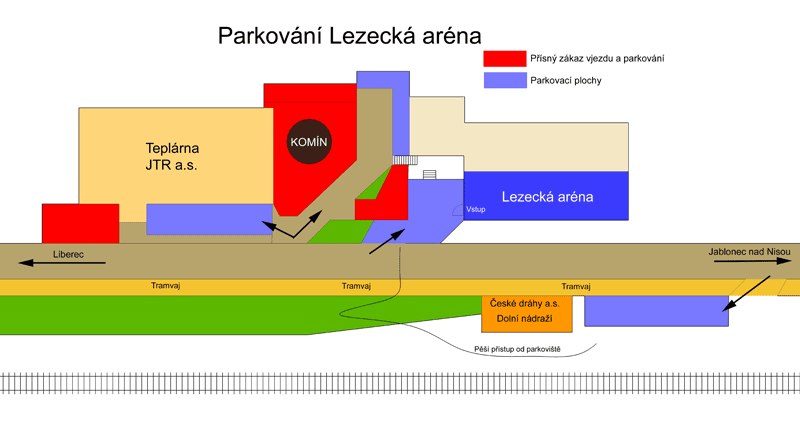 Parkování Lezecká aréna
Přísný zákaz vjezdu a parkování
Parkovací plochy
Teplárna
JTR a.s.
KOMÍN
Lezecká aréna
Vstup
Liberec
Jablonec nad Nisou
Tramvaj
Tramvaj
Tramvaj
České dráhy a.s.
Dolní nádraží
Pěší přístup od parkoviště